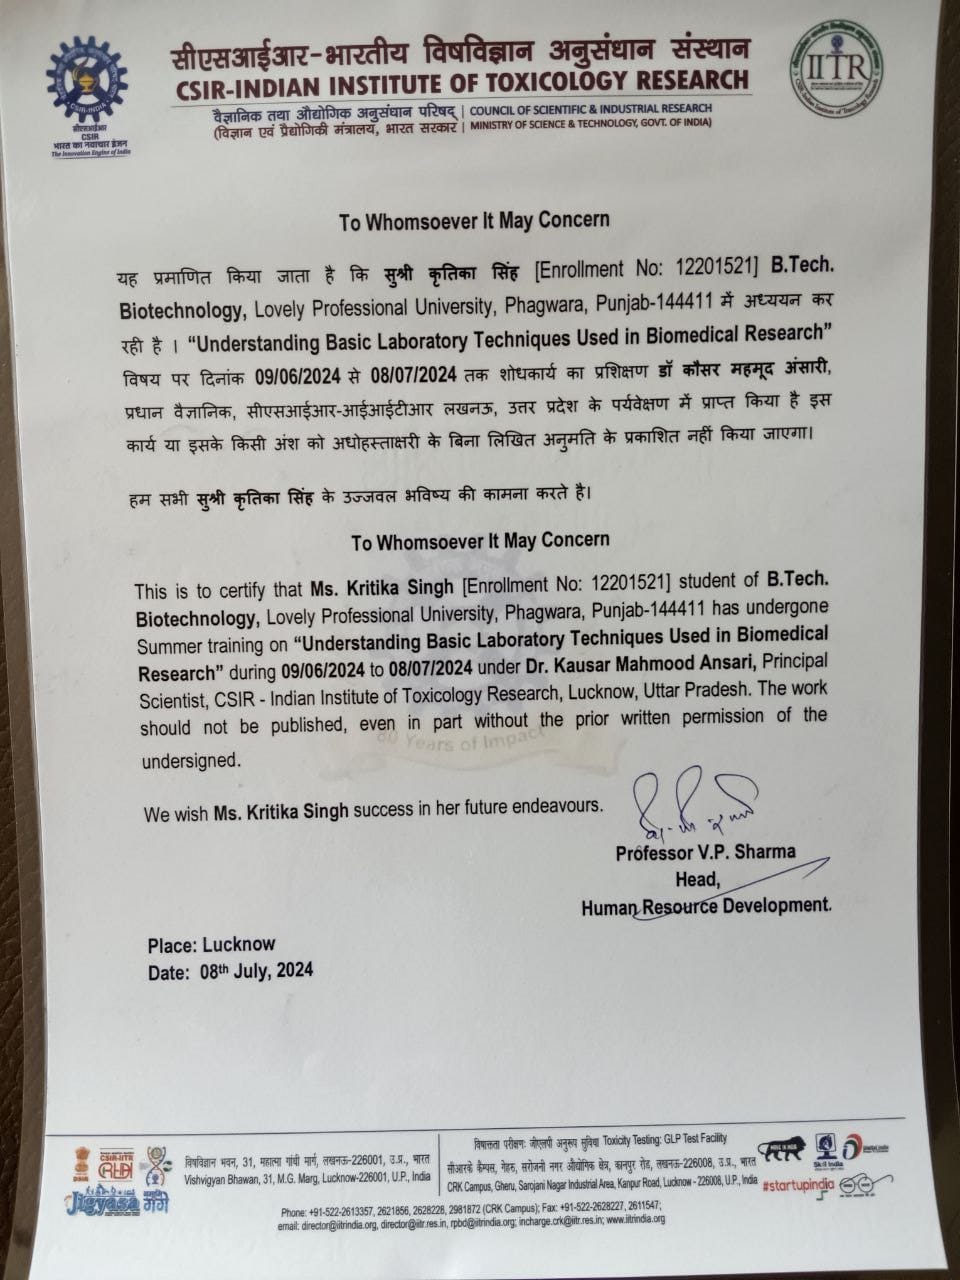 सीएसआईआर-भारतीय विषविज्ञान अनुसंधान संस्थान
CSIR-INDIAN INSTITUTE OF TOXICOLOGY RESEARCH
वैज्ञानिक तथा औद्योगिक अनुसंधान परिषद् | COUNCIL OF SCIENTIFIC & INDUSTRIAL RESEARCH
(विज्ञान एवं प्रौद्योगिकी मंत्रालय, भारत सरकार | MINISTRY OF SCIENCE & TECHNOLOGY, GOVT. OF INDIA)
CSIR-INDIA
सीएसआईआर
CSIR
भारत का नवाचार इंजन
The Innovation Engine of India
IITR
To Whomsoever It May Concern
यह प्रमाणित किया जाता है कि सुश्री कृतिका सिंह [Enrollment No: 12201521] B.Tech.
Biotechnology, Lovely Professional University, Phagwara, Punjab-144411 में अध्ययन कर
रही है । “Understanding Basic Laboratory Techniques Used in Biomedical Research”
विषय पर दिनांक 09/06/2024 से 08/07/2024 तक शोधकार्य का प्रशिक्षण डॉ कौसर महमूद अंसारी,
प्रधान वैज्ञानिक, सीएसआईआर-आईआईटीआर लखनऊ, उत्तर प्रदेश के पर्यवेक्षण में प्राप्त किया है इस
कार्य या इसके किसी अंश को अधोहस्ताक्षरी के बिना लिखित अनुमति के प्रकाशित नहीं किया जाएगा।
हम सभी सुश्री कृतिका सिंह के उज्जवल भविष्य की कामना करते है।
To Whomsoever It May Concern
This is to certify that Ms. Kritika Singh [Enrollment No: 12201521] student of B.Tech.
Biotechnology, Lovely Professional University, Phagwara, Punjab-144411 has undergone
Summer training on “Understanding Basic Laboratory Techniques Used in Biomedical
Research” during 09/06/2024 to 08/07/2024 under Dr. Kausar Mahmood Ansari, Principal
Scientist, CSIR - Indian Institute of Toxicology Research, Lucknow, Uttar Pradesh. The work
should not be published, even in part without the prior written permission of the
undersigned.
80 Years of Impact
We wish Ms. Kritika Singh success in her future endeavours.
Professor V.P. Sharma
Head,
Human Resource Development.
Place: Lucknow
Date: 08th July, 2024
CSIR-IITR
Jigyasa
विषविज्ञान भवन, 31, महात्मा गांधी मार्ग, लखनऊ-226001, उ.प्र., भारत
Vishvigyan Bhawan, 31, M.G. Marg, Lucknow-226001, U.P., India
विषाक्तता परीक्षण: जीएलपी अनुरूप सुविधा Toxicity Testing: GLP Test Facility
सीआरके कैम्पस, गेहरु, सरोजनी नगर औद्योगिक क्षेत्र, कानपुर रोड, लखनऊ-226008, उ.प्र., भारत
CRK Campus, Gheru, Sarojani Nagar Industrial Area, Kanpur Road, Lucknow - 226008, U.P., India
Skill India
#startupindia
Phone: +91-522-2613357, 2621856, 2628228, 2981872 (CRK Campus); Fax: +91-522-2628227, 2611547;
email: director@iitrindia.org, director@iitr.res.in, rpbd@iitrindia.org; incharge.crk@iitr.res.in; www.iitrindia.org